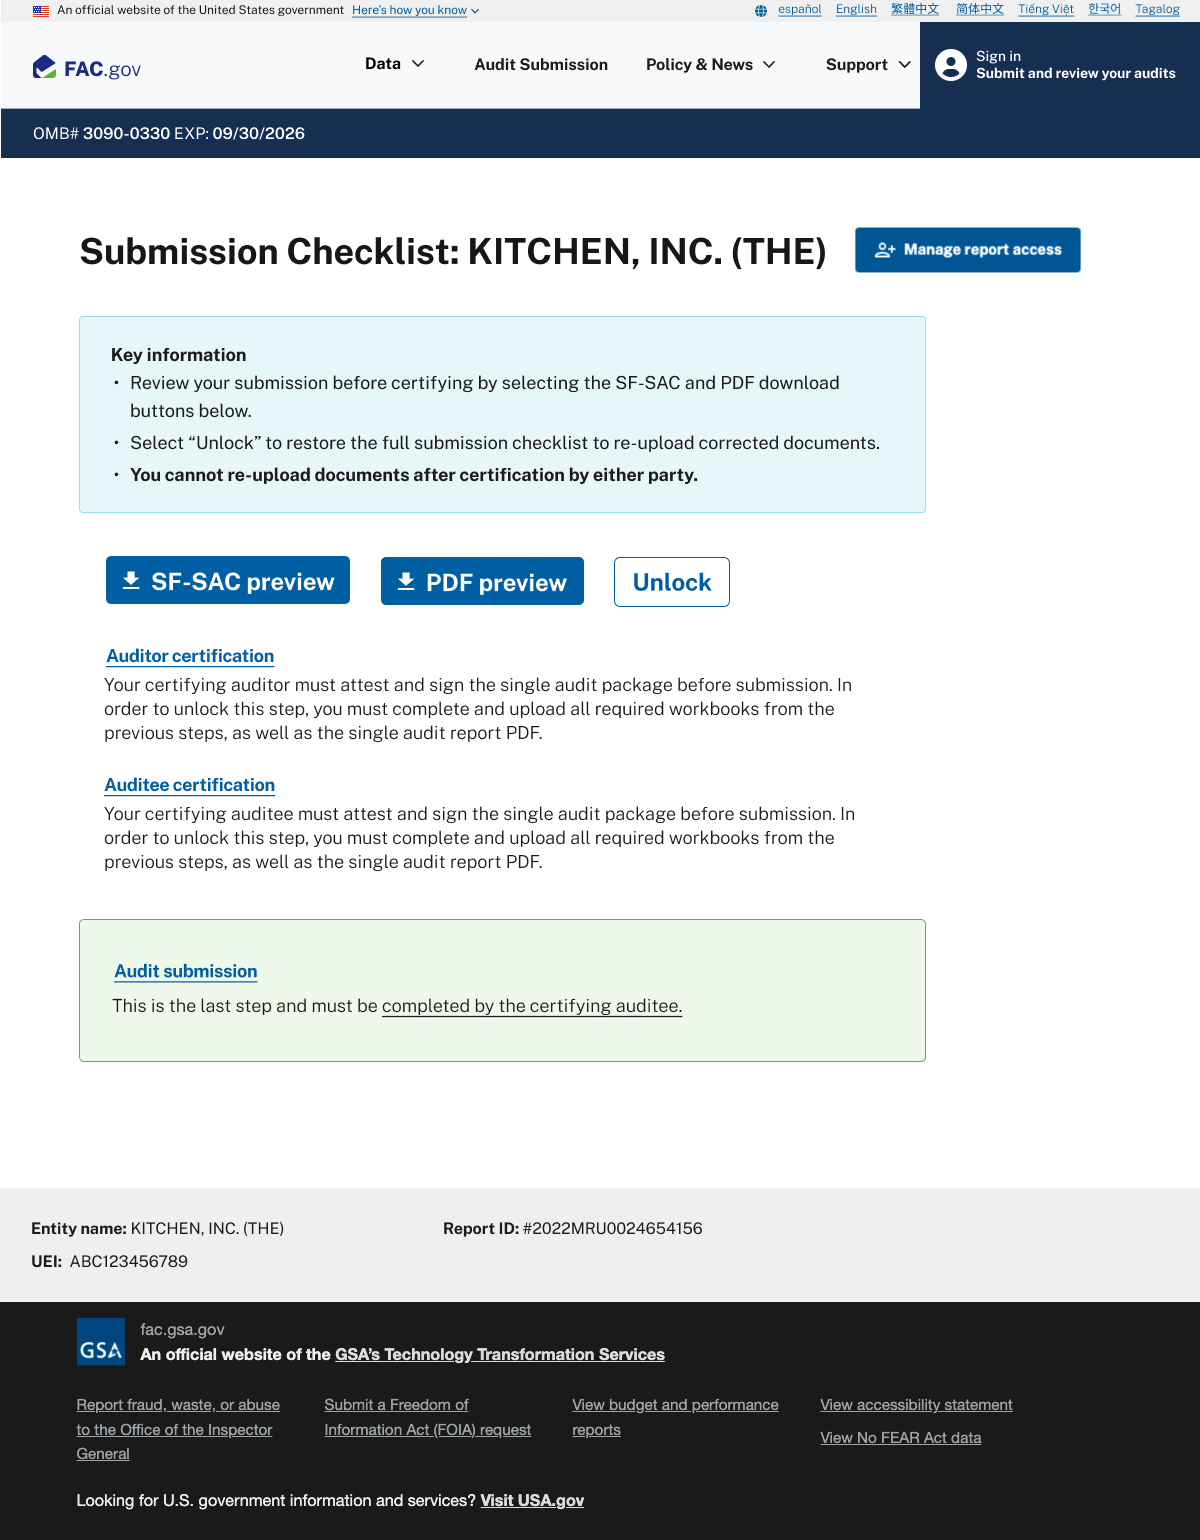 An official website of the United States government Here's how you know
español English 繁體中文 简体中文 Tiếng Việt 한국어 Tagalog
FAC.gov
Data Audit Submission Policy & News Support
Sign in
Submit and review your audits
OMB# 3090-0330 EXP: 09/30/2026
Submission Checklist: KITCHEN, INC. (THE)
Manage report access
Key information
• Review your submission before certifying by selecting the SF-SAC and PDF download
buttons below.
• Select “Unlock” to restore the full submission checklist to re-upload corrected documents.
• You cannot re-upload documents after certification by either party.
SF-SAC preview PDF preview Unlock
Auditor certification
Your certifying auditor must attest and sign the single audit package before submission. In
order to unlock this step, you must complete and upload all required workbooks from the
previous steps, as well as the single audit report PDF.
Auditee certification
Your certifying auditee must attest and sign the single audit package before submission. In
order to unlock this step, you must complete and upload all required workbooks from the
previous steps, as well as the single audit report PDF.
Audit submission
This is the last step and must be completed by the certifying auditee.
Entity name: KITCHEN, INC. (THE) Report ID: #2022MRU0024654156
UEI: ABC123456789
GSA
fac.gsa.gov
An official website of the GSA’s Technology Transformation Services
Report fraud, waste, or abuse
to the Office of the Inspector
General
Submit a Freedom of
Information Act (FOIA) request
View budget and performance
reports
View accessibility statement
View No FEAR Act data
Looking for U.S. government information and services? Visit USA.gov